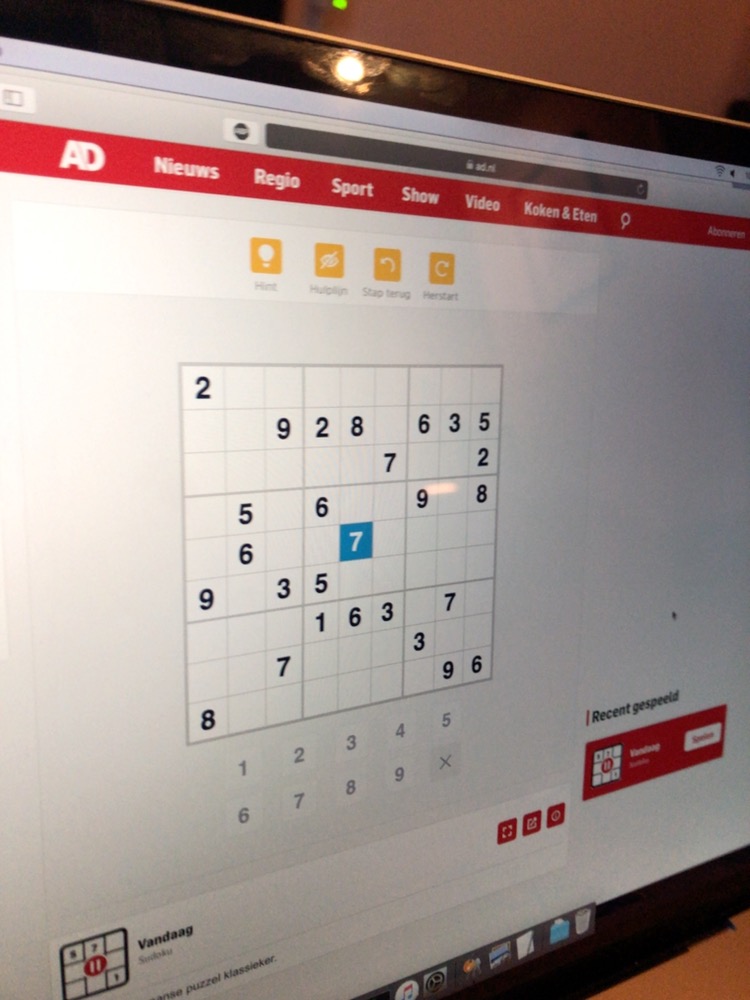 ad.nl
AD Nieuws Regio Sport Show Video Koken & Eten Abonneren
Hint Hulplijn Stap terug Herstart
2
9 2 8 6 3 5
7 2
5 6 9 8
6 7
9 3 5
1 6 3 7
7 3
8 9 6
1 2 3 4 5
6 7 8 9 X
Recent gespeeld
Vandaag
Sudoku
Spelen
Vandaag
Sudoku
puzzel klassieker.
5 7
1